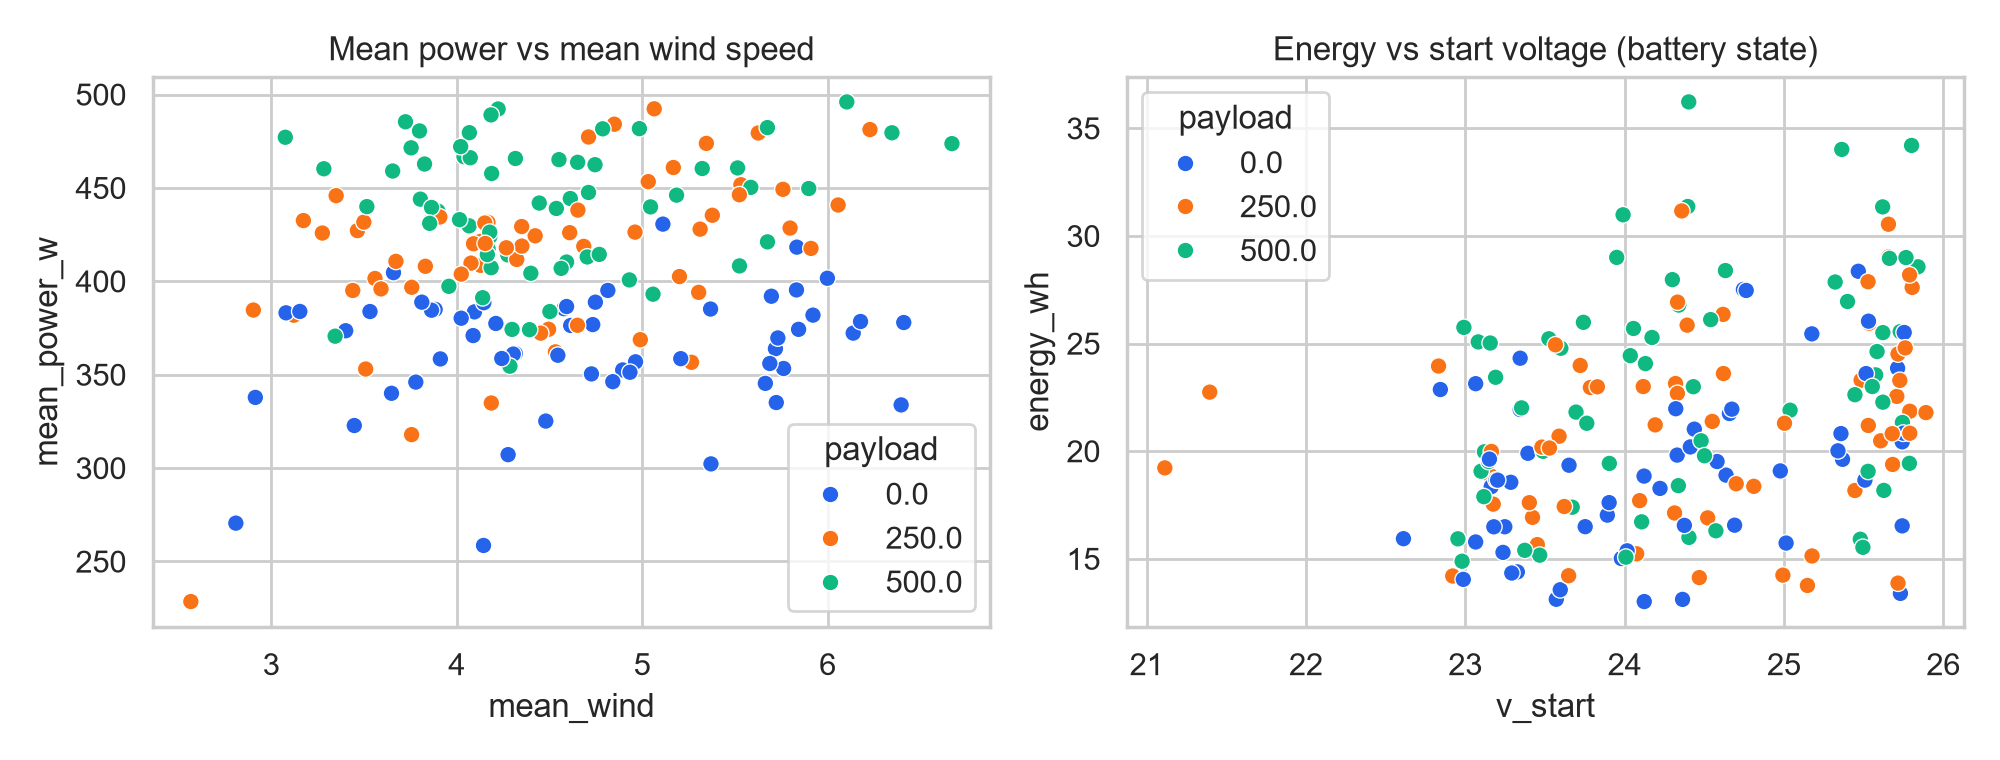 Mean power vs mean wind speed
mean_power_w
500
450
400
350
300
250
payload
0.0
250.0
500.0
3 4 5 6
mean_wind
Energy vs start voltage (battery state)
energy_wh
35
30
25
20
15
payload
0.0
250.0
500.0
21 22 23 24 25 26
v_start